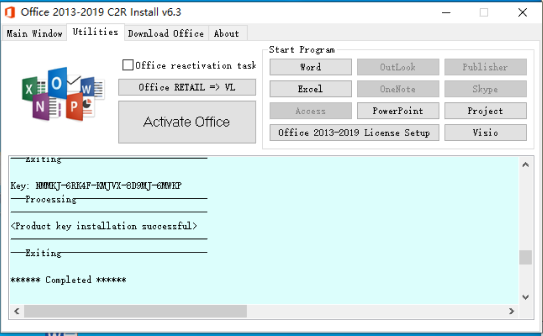 Office 2013-2019 C2R Install v6.3
Main Window Utilities Download Office About
Office reactivation task
Office RETAIL => VL
Activate Office
Start Program
Word OutLook Publisher
Excel OneNote Skype
Access PowerPoint Project
Office 2013-2019 License Setup Visio
Exiting
Key: NMMKJ-6RK4F-KMJVX-8D9MJ-6MWKP
Processing
<Product key installation successful>
Exiting
****** Completed ******